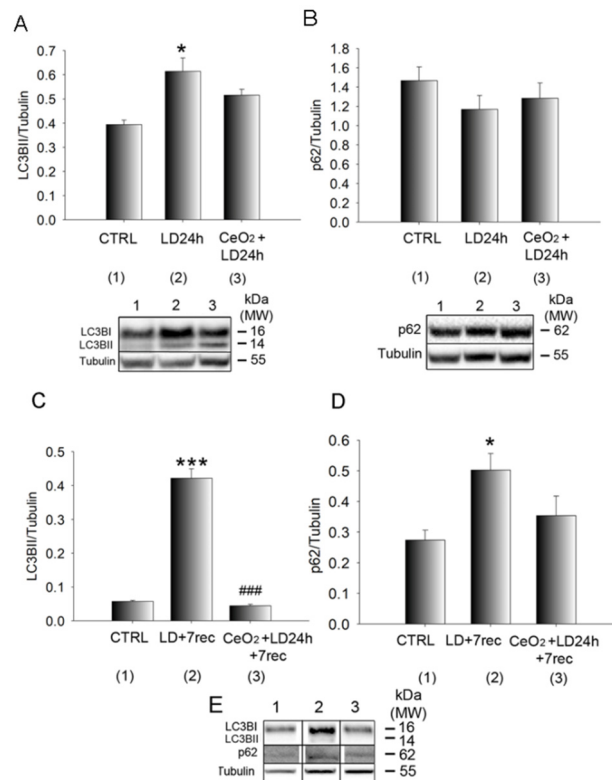 A
B
LC3BII/Tubulin
0.7
0.6
0.5
0.4
0.3
0.2
0.1
0.0
*
CTRL LD24h CeO2 + LD24h
(1) (2) (3)
p62/Tubulin
1.8
1.6
1.4
1.2
1.0
0.8
0.6
0.4
0.2
0.0
CTRL LD24h CeO2 + LD24h
(1) (2) (3)
1 2 3 kDa (MW)
LC3BI 16
LC3BII 14
Tubulin 55
1 2 3 kDa (MW)
p62 62
Tubulin 55
C
D
LC3BII/Tubulin
0.5
0.4
0.3
0.2
0.1
0.0
***
###
CTRL LD+7rec CeO2+LD24h +7rec
(1) (2) (3)
p62/Tubulin
0.6
0.5
0.4
0.3
0.2
0.1
0.0
*
CTRL LD+7rec CeO2+LD24h +7rec
(1) (2) (3)
E
1 2 3 kDa (MW)
LC3BI 16
LC3BII 14
p62 62
Tubulin 55